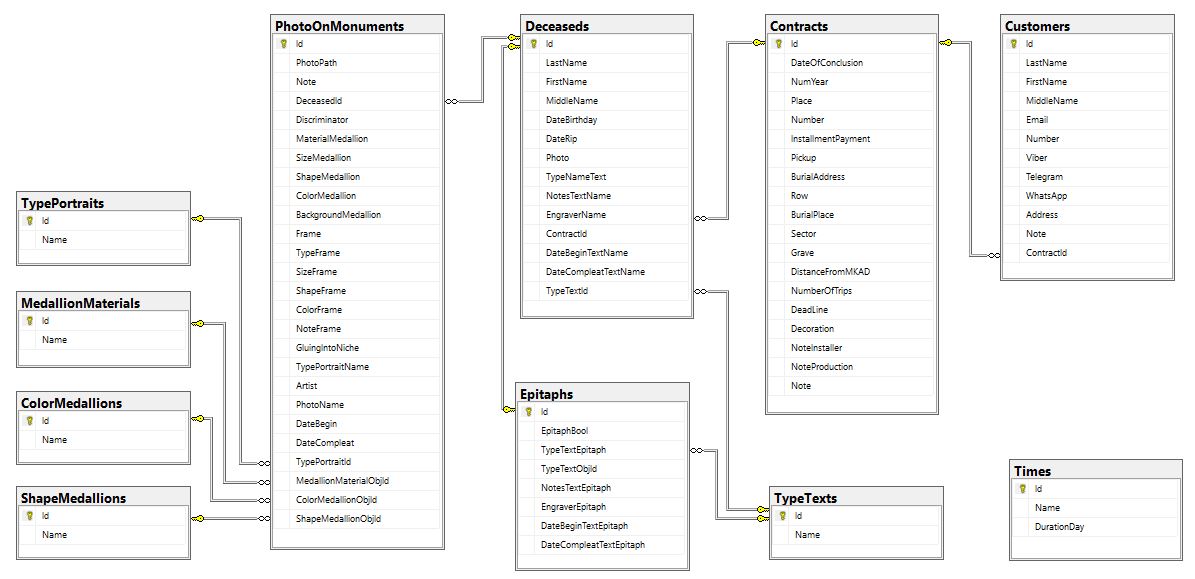 PhotoOnMonuments
Id
PhotoPath
Note
DeceasedId
Discriminator
MaterialMedallion
SizeMedallion
ShapeMedallion
ColorMedallion
BackgroundMedallion
Frame
TypeFrame
SizeFrame
ShapeFrame
ColorFrame
NoteFrame
GluingIntoNiche
TypePortraitName
Artist
PhotoName
DateBegin
DateCompleat
TypePortraitId
MedallionMaterialObjId
ColorMedallionObjId
ShapeMedallionObjId
Deceaseds
Id
LastName
FirstName
MiddleName
DateBirthday
DateRip
Photo
TypeNameText
NotesTextName
EngraverName
ContractId
DateBeginTextName
DateCompleatTextName
TypeTextId
Contracts
Id
DateOfConclusion
NumYear
Place
Number
InstallmentPayment
Pickup
BurialAddress
Row
BurialPlace
Sector
Grave
DistanceFromMKAD
NumberOfTrips
DeadLine
Decoration
NoteInstaller
NoteProduction
Note
Customers
Id
LastName
FirstName
MiddleName
Email
Number
Viber
Telegram
WhatsApp
Address
Note
ContractId
TypePortraits
Id
Name
MedallionMaterials
Id
Name
ColorMedallions
Id
Name
ShapeMedallions
Id
Name
Epitaphs
Id
EpitaphBool
TypeTextEpitaph
TypeTextObjId
NotesTextEpitaph
EngraverEpitaph
DateBeginTextEpitaph
DateCompleatTextEpitaph
TypeTexts
Id
Name
Times
Id
Name
DurationDay